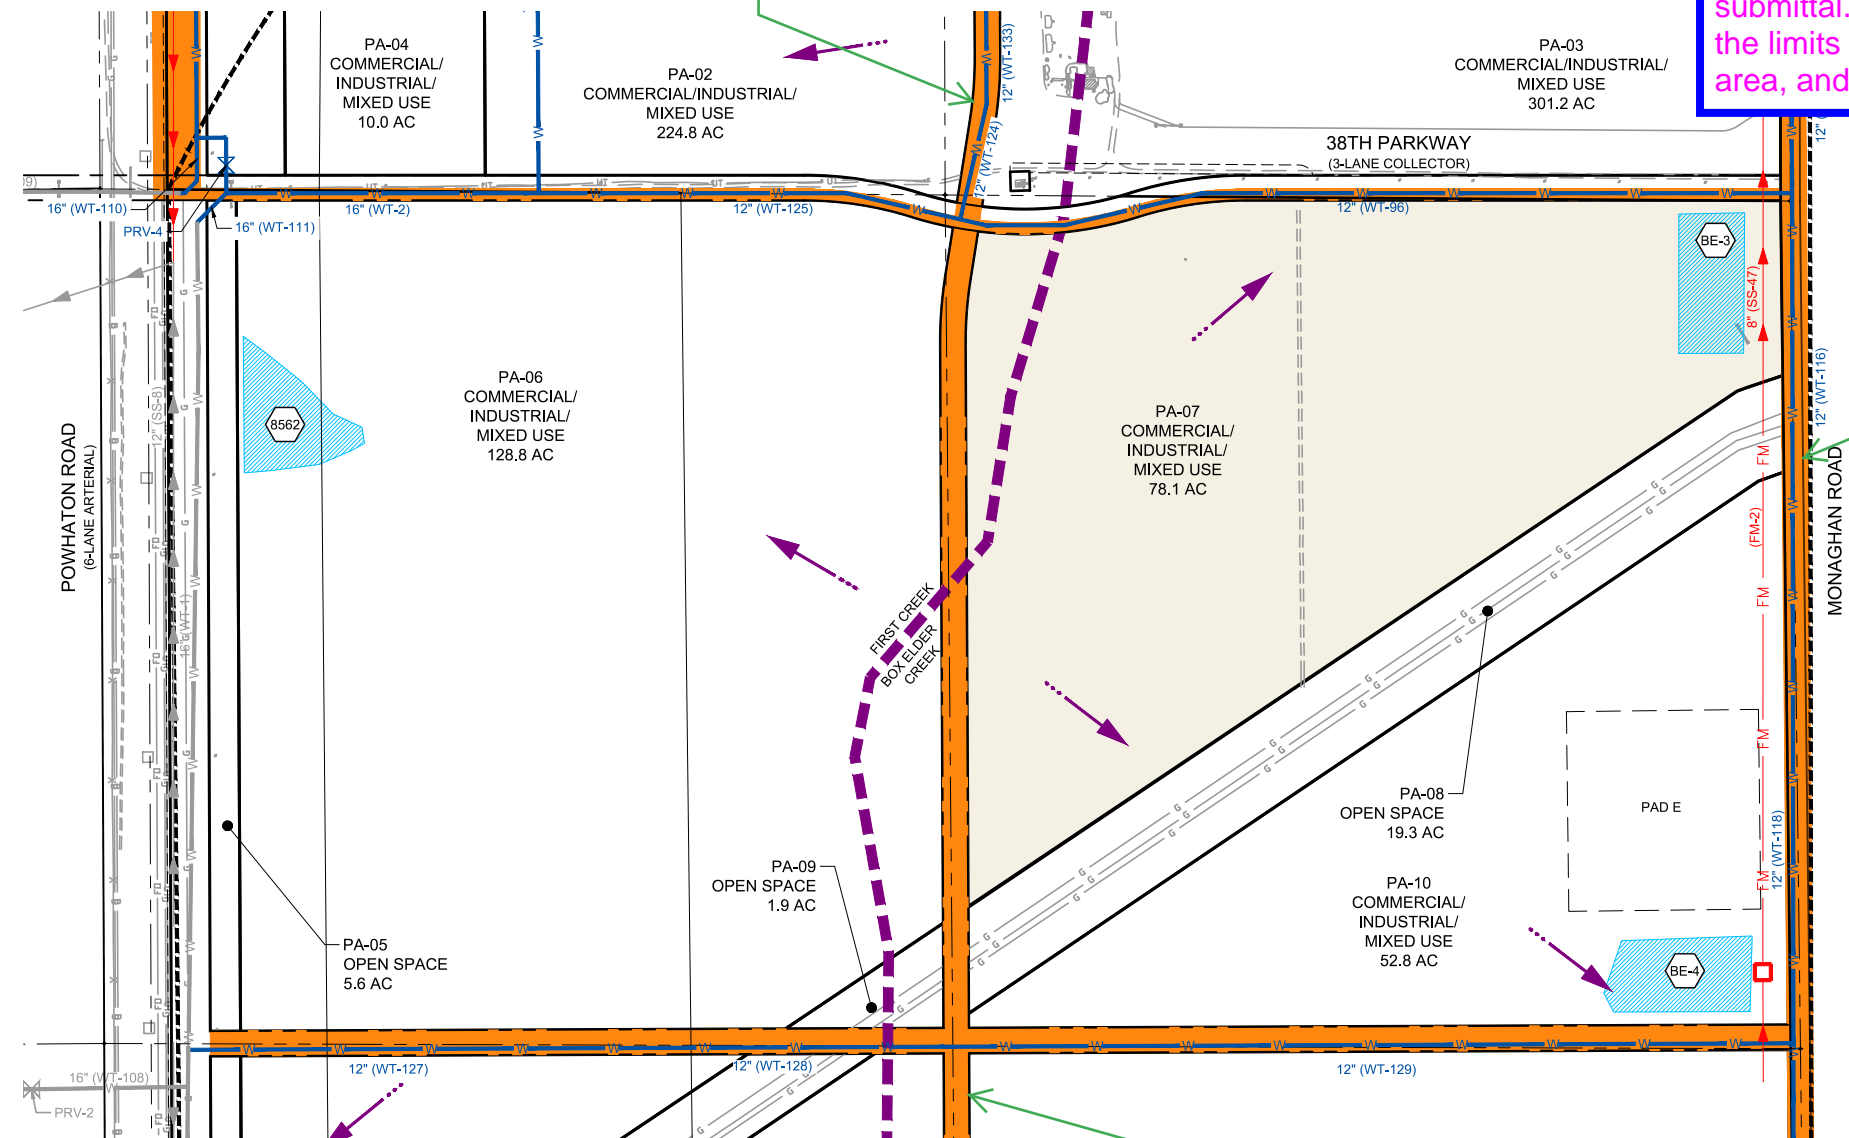 submittal.
the limits
area, and
PA-04
COMMERCIAL/
INDUSTRIAL/
MIXED USE
10.0 AC
PA-02
COMMERCIAL/INDUSTRIAL/
MIXED USE
224.8 AC
12" (WT-133)
12" (WT-124)
PA-03
COMMERCIAL/INDUSTRIAL/
MIXED USE
301.2 AC
38TH PARKWAY
(3-LANE COLLECTOR)
16" (WT-110)
16" (WT-2)
12" (WT-125)
12" (WT-96)
PRV-4
16" (WT-111)
BE-3
8" (SS-47)
12" (WT-116)
12" (SS-8)
8562
PA-06
COMMERCIAL/
INDUSTRIAL/
MIXED USE
128.8 AC
PA-07
COMMERCIAL/
INDUSTRIAL/
MIXED USE
78.1 AC
POWHATON ROAD
(6-LANE ARTERIAL)
MONAGHAN ROAD
(FM-2)
FM
FM
FM
FM
16" (WT-1)
FIRST CREEK
BOX ELDER
CREEK
PA-08
OPEN SPACE
19.3 AC
PAD E
12" (WT-118)
PA-09
OPEN SPACE
1.9 AC
PA-10
COMMERCIAL/
INDUSTRIAL/
MIXED USE
52.8 AC
PA-05
OPEN SPACE
5.6 AC
BE-4
16" (WT-108)
12" (WT-127)
12" (WT-128)
12" (WT-129)
PRV-2